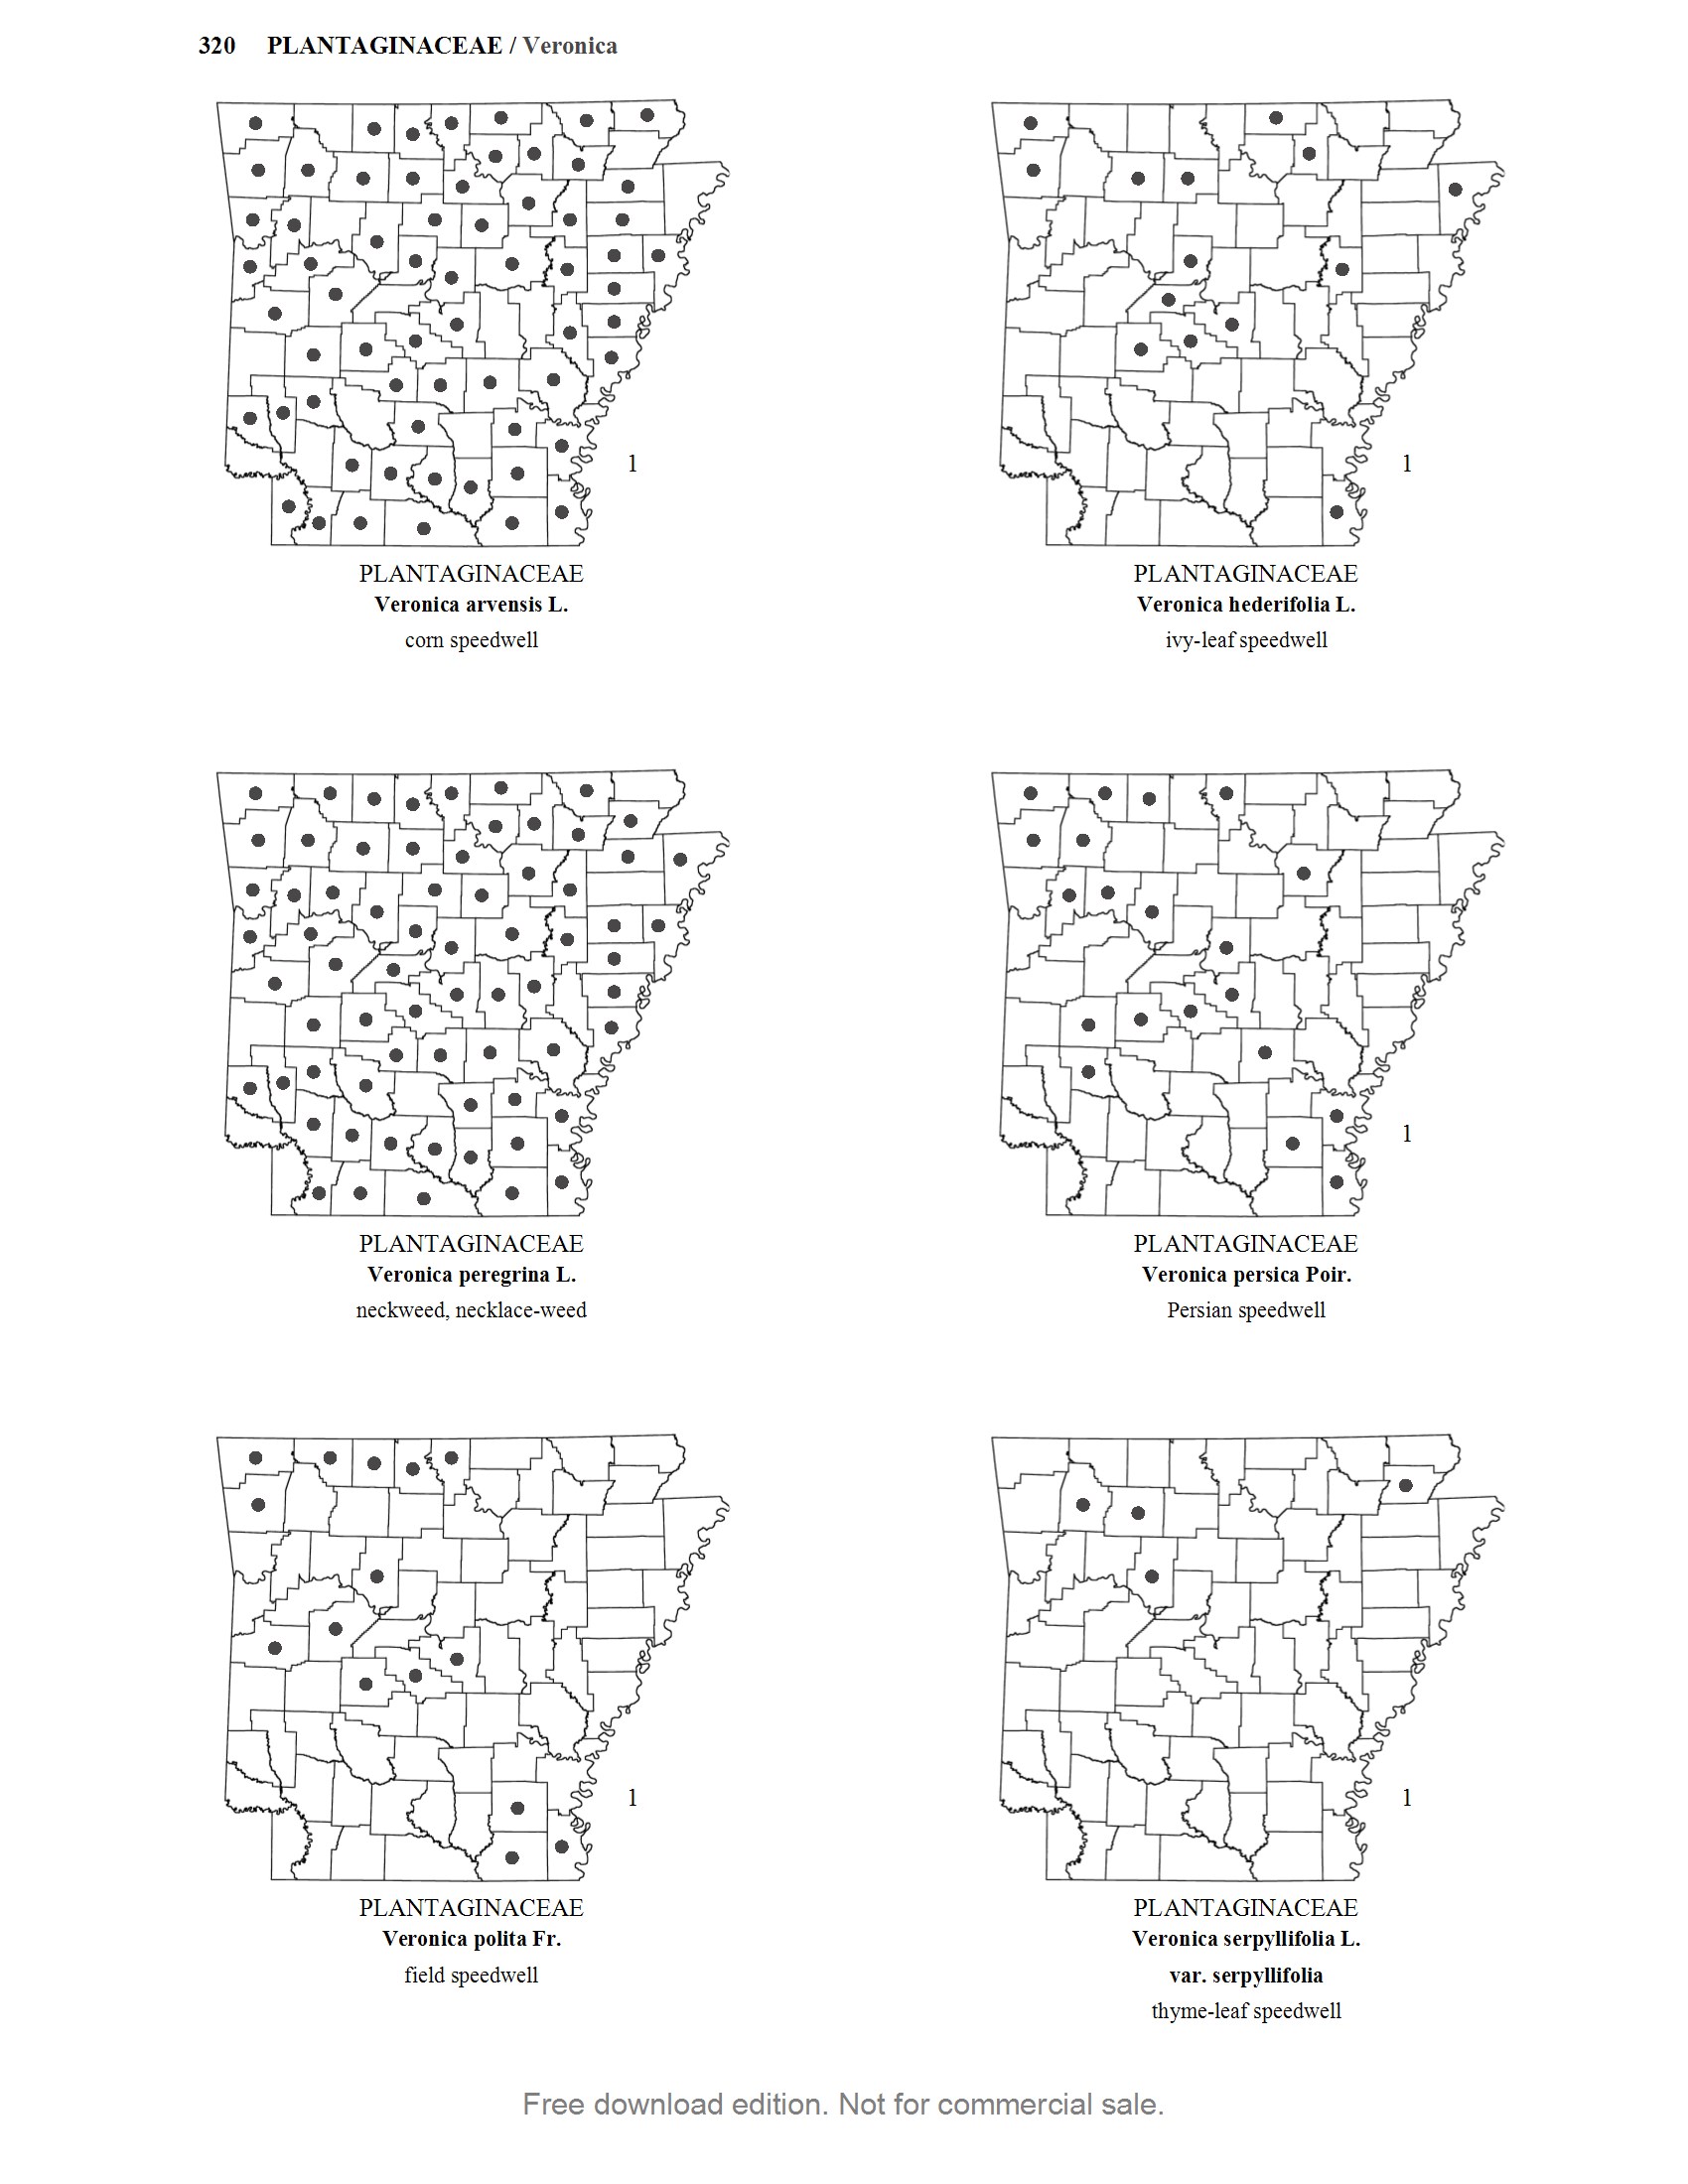 320 PLANTAGINACEAE / Veronica
1
PLANTAGINACEAE
Veronica arvensis L.
corn speedwell
1
PLANTAGINACEAE
Veronica hederifolia L.
ivy-leaf speedwell
PLANTAGINACEAE
Veronica peregrina L.
neckweed, necklace-weed
1
PLANTAGINACEAE
Veronica persica Poir.
Persian speedwell
1
PLANTAGINACEAE
Veronica polita Fr.
field speedwell
1
PLANTAGINACEAE
Veronica serpyllifolia L.
var. serpyllifolia
thyme-leaf speedwell
Free download edition. Not for commercial sale.